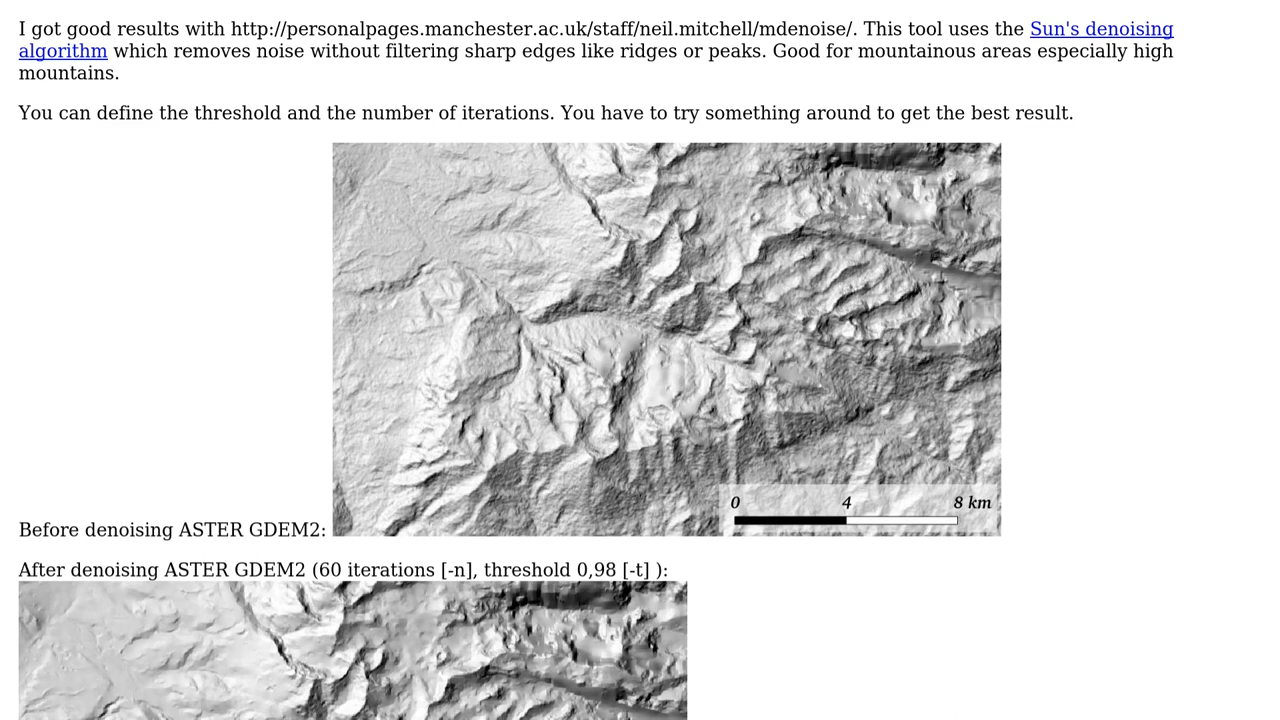 I got good results with http://personalpages.manchester.ac.uk/staff/neil.mitchell/mdenoise/. This tool uses the Sun's denoising
algorithm which removes noise without filtering sharp edges like ridges or peaks. Good for mountainous areas especially high
mountains.
You can define the threshold and the number of iterations. You have to try something around to get the best result.
0 4 8 km
Before denoising ASTER GDEM2:
After denoising ASTER GDEM2 (60 iterations [-n], threshold 0,98 [-t] ):